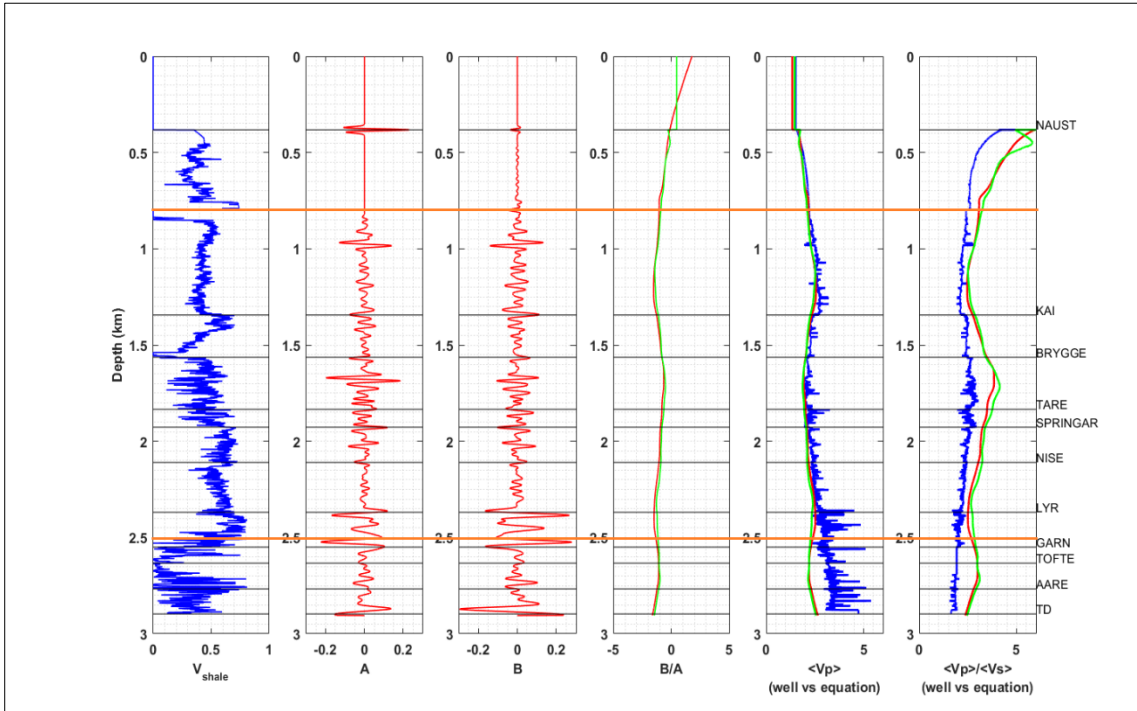 0 0 0 0 0 0
NAUST
0.5 0.5 0.5 0.5 0.5 0.5
1 1 1 1 1 1
KAI
1.5 1.5 1.5 1.5 1.5 1.5
BRYGGE
TARE
SPRINGAR
2 2 2 2 2 2
NISE
LYR
2.5 2.5 2.5 2.5 2.5 2.5
GARN
TOFTE
AARE
TD
3 3 3 3 3 3
Depth (km)
0 0.5 1 -0.2 0 0.2 -0.2 0 0.2 -5 0 5 0 5 0 5
Vshale A B B/A <Vp> <Vp>/<Vs>
(well vs equation) (well vs equation)